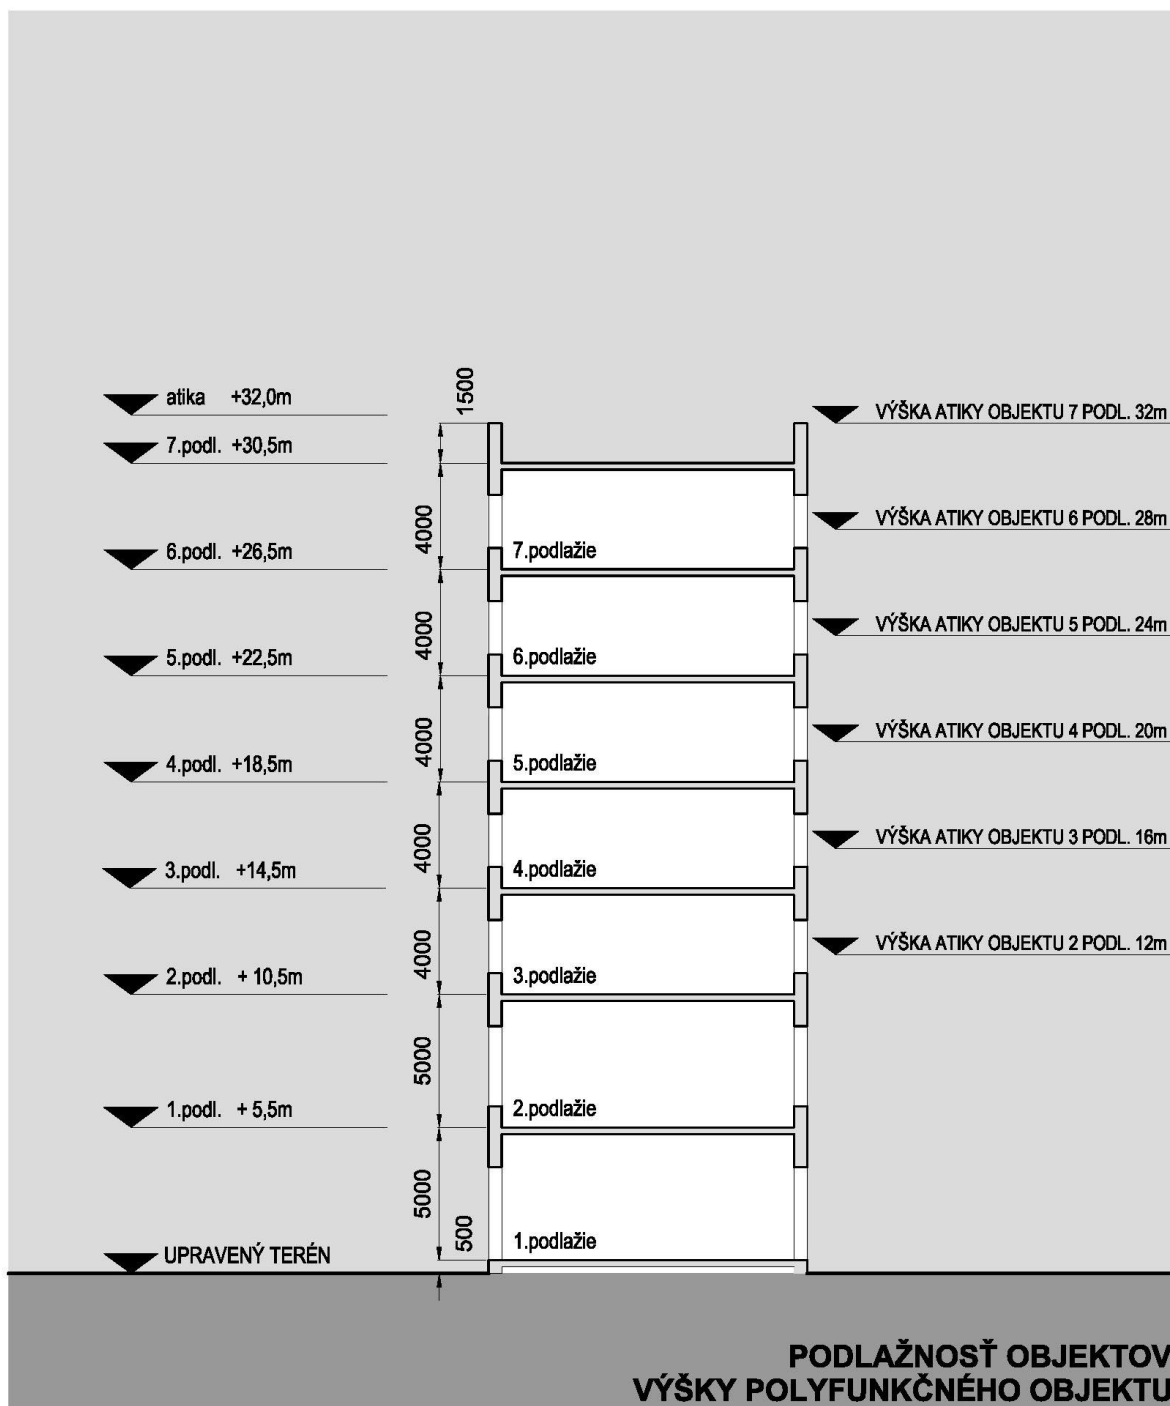 1500
atika +32,0m
VÝŠKA ATIKY OBJEKTU 7 PODL. 32m
7.podl. +30,5m
4000
VÝŠKA ATIKY OBJEKTU 6 PODL. 28m
6.podl. +26,5m
7.podlažie
4000
VÝŠKA ATIKY OBJEKTU 5 PODL. 24m
5.podl. +22,5m
6.podlažie
4000
VÝŠKA ATIKY OBJEKTU 4 PODL. 20m
4.podl. +18,5m
5.podlažie
4000
VÝŠKA ATIKY OBJEKTU 3 PODL. 16m
3.podl. +14,5m
4.podlažie
4000
VÝŠKA ATIKY OBJEKTU 2 PODL. 12m
2.podl. + 10,5m
3.podlažie
5000
1.podl. + 5,5m
2.podlažie
5000
500
1.podlažie
UPRAVENÝ TERÉN
PODLAŽNOSŤ OBJEKTOV
VÝŠKY POLYFUNKČNÉHO OBJEKTU